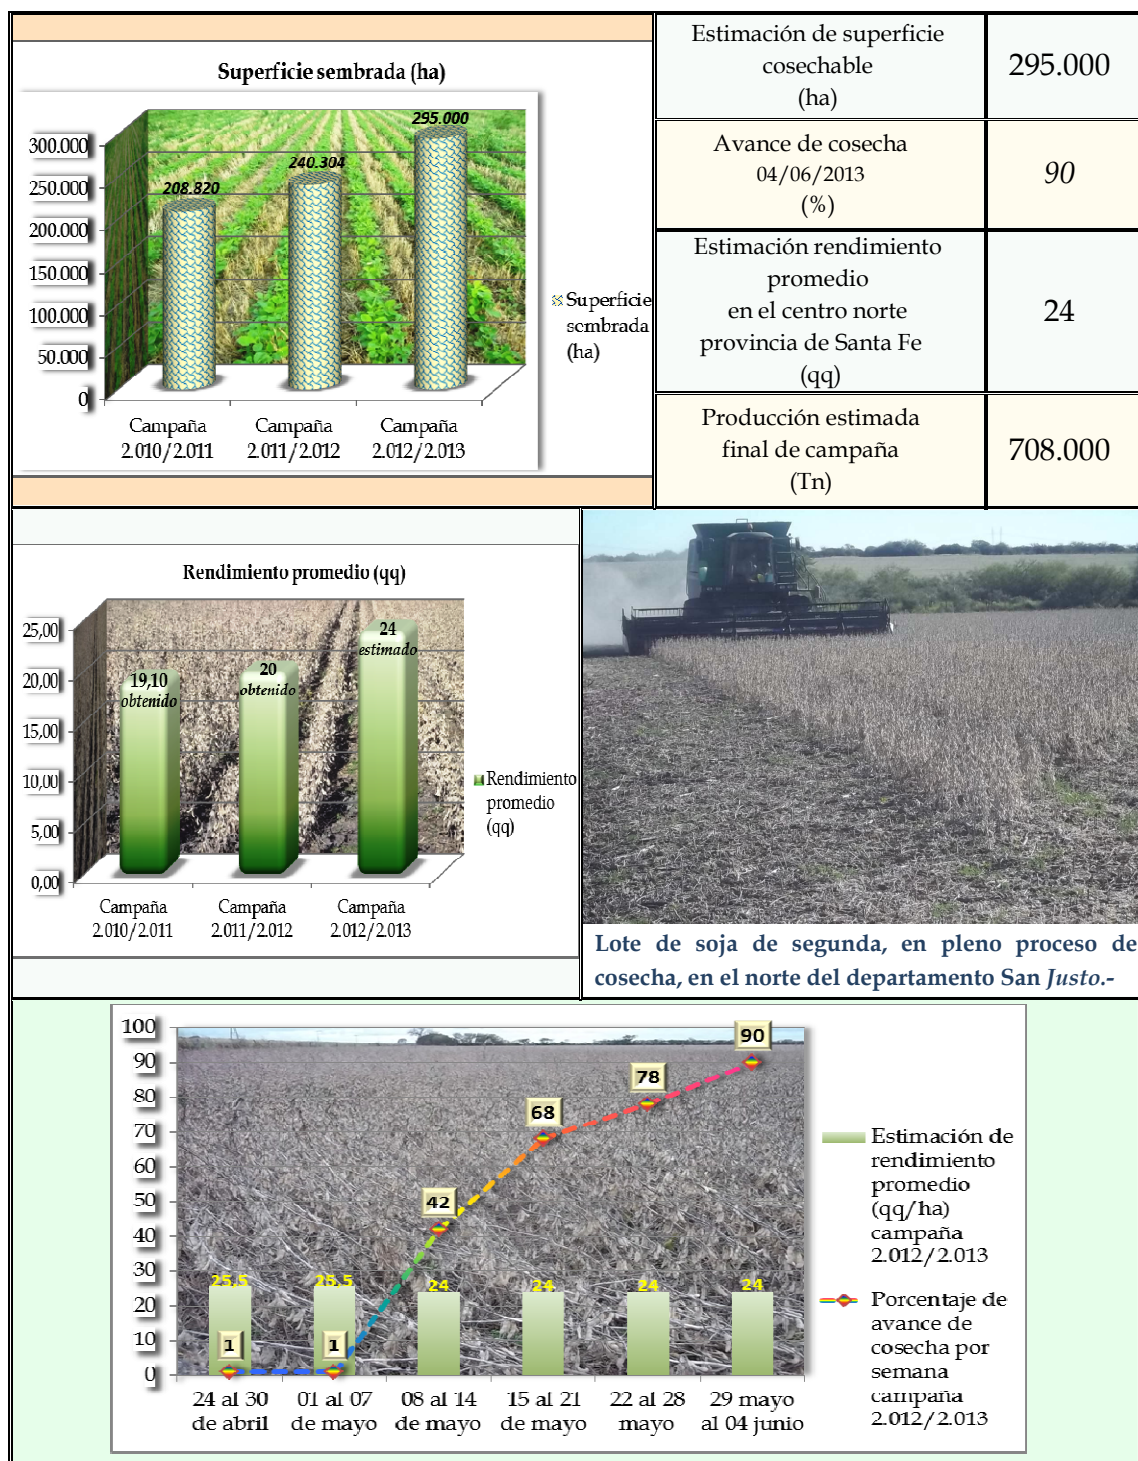 Superficie sembrada (ha)
300.000
250.000
200.000
150.000
100.000
50.000
0
208.820
240.304
295.000
Campaña
2.010/2.011
Campaña
2.011/2.012
Campaña
2.012/2.013
Superficie
sembrada
(ha)
Estimación de superficie
cosechable
(ha)
295.000
Avance de cosecha
04/06/2013
(%)
90
Estimación rendimiento
promedio
en el centro norte
provincia de Santa Fe
(qq)
24
Producción estimada
final de campaña
(Tn)
708.000
Rendimiento promedio (qq)
25,00
20,00
15,00
10,00
5,00
0,00
19,10
obtenido
20
obtenido
24
estimado
Campaña
2.010/2.011
Campaña
2.011/2.012
Campaña
2.012/2.013
Rendimiento
promedio
(qq)
Lote de soja de segunda, en pleno proceso de
cosecha, en el norte del departamento San Justo.-
100
90
80
70
60
50
40
30
20
10
0
25,5
25,5
24
24
24
24
1
1
42
68
78
90
24 al 30
de abril
01 al 07
de mayo
08 al 14
de mayo
15 al 21
de mayo
22 al 28
mayo
29 mayo
al 04 junio
Estimación de
rendimiento
promedio
(qq/ha)
campaña
2.012/2.013
Porcentaje de
avance de
cosecha por
semana
campaña
2.012/2.013